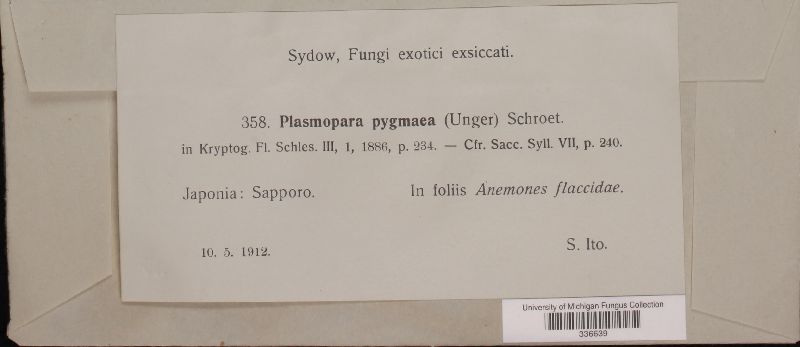 Sydow, Fungi exotici exsiccati.
358. Plasmopara pygmaea (Unger) Schroet.
in Kryptog. Fl. Schles. III, 1, 1886, p. 234. — Cfr. Sacc. Syll. VII, p. 240.
Japonia: Sapporo. In foliis Anemones flaccidae.
10. 5. 1912. S. Ito.
University of Michigan Fungus Collection
336639